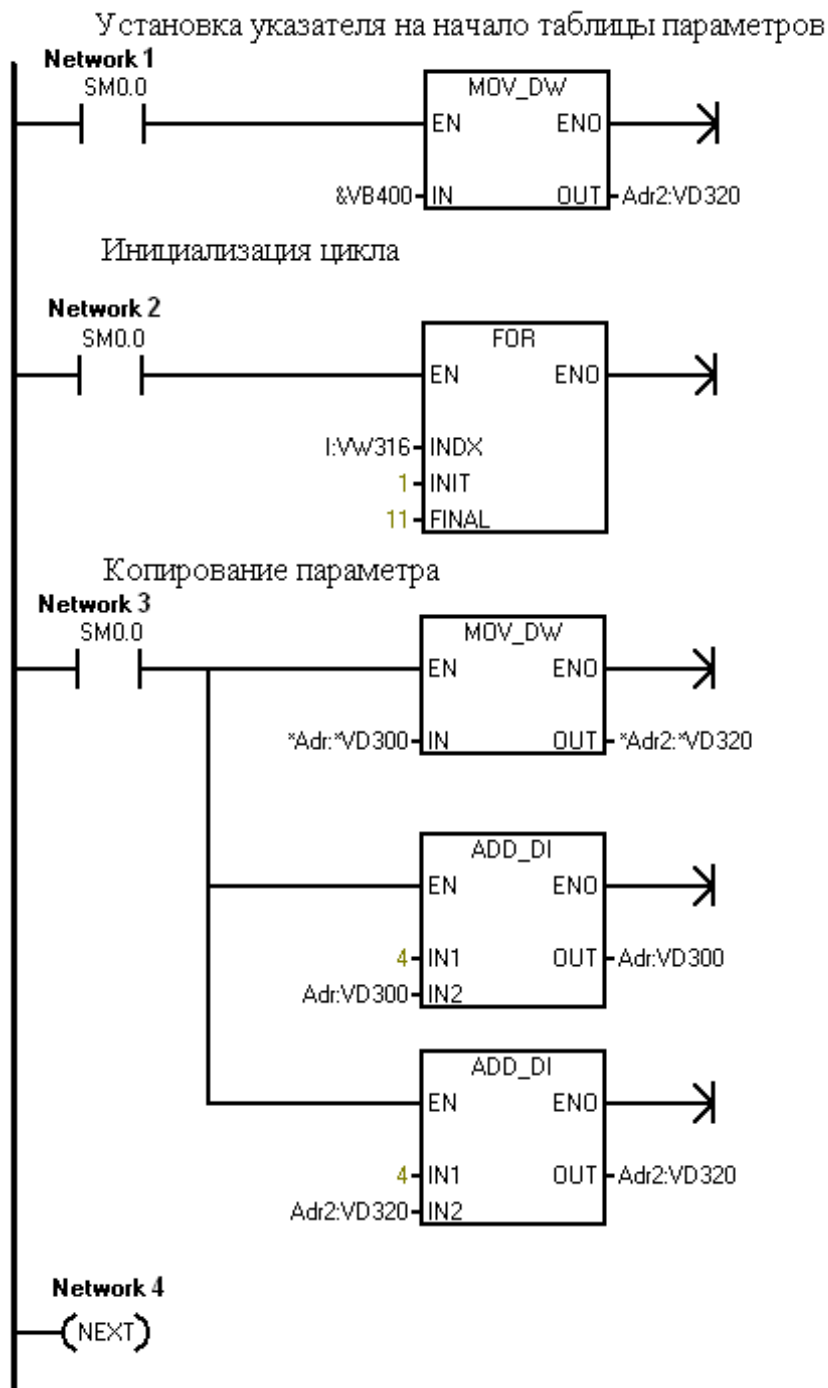 Установка указателя на начало таблицы параметров
Network 1
SM0.0
MOV_DW
EN ENO
&VB400 IN OUT Adr2:VD320
Инициализация цикла
Network 2
SM0.0
FOR
EN ENO
I:VW316 INDX
1 INIT
11 FINAL
Копирование параметра
Network 3
SM0.0
MOV_DW
EN ENO
*Adr:*VD300 IN OUT *Adr2:*VD320
ADD_DI
EN ENO
4 IN1 OUT Adr:VD300
Adr:VD300 IN2
ADD_DI
EN ENO
4 IN1 OUT Adr2:VD320
Adr2:VD320 IN2
Network 4
(NEXT)